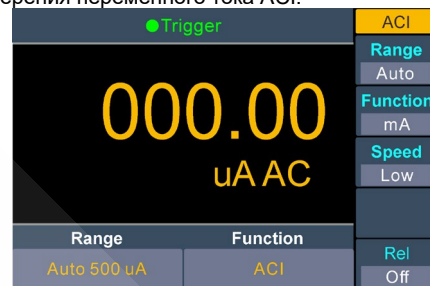 ерения переменного тока ACI.
Trigger
ACI
Range
Auto
Function
mA
Speed
Low
000.00
uA AC
Range
Function
Auto 500 uA
ACI
Rel
Off